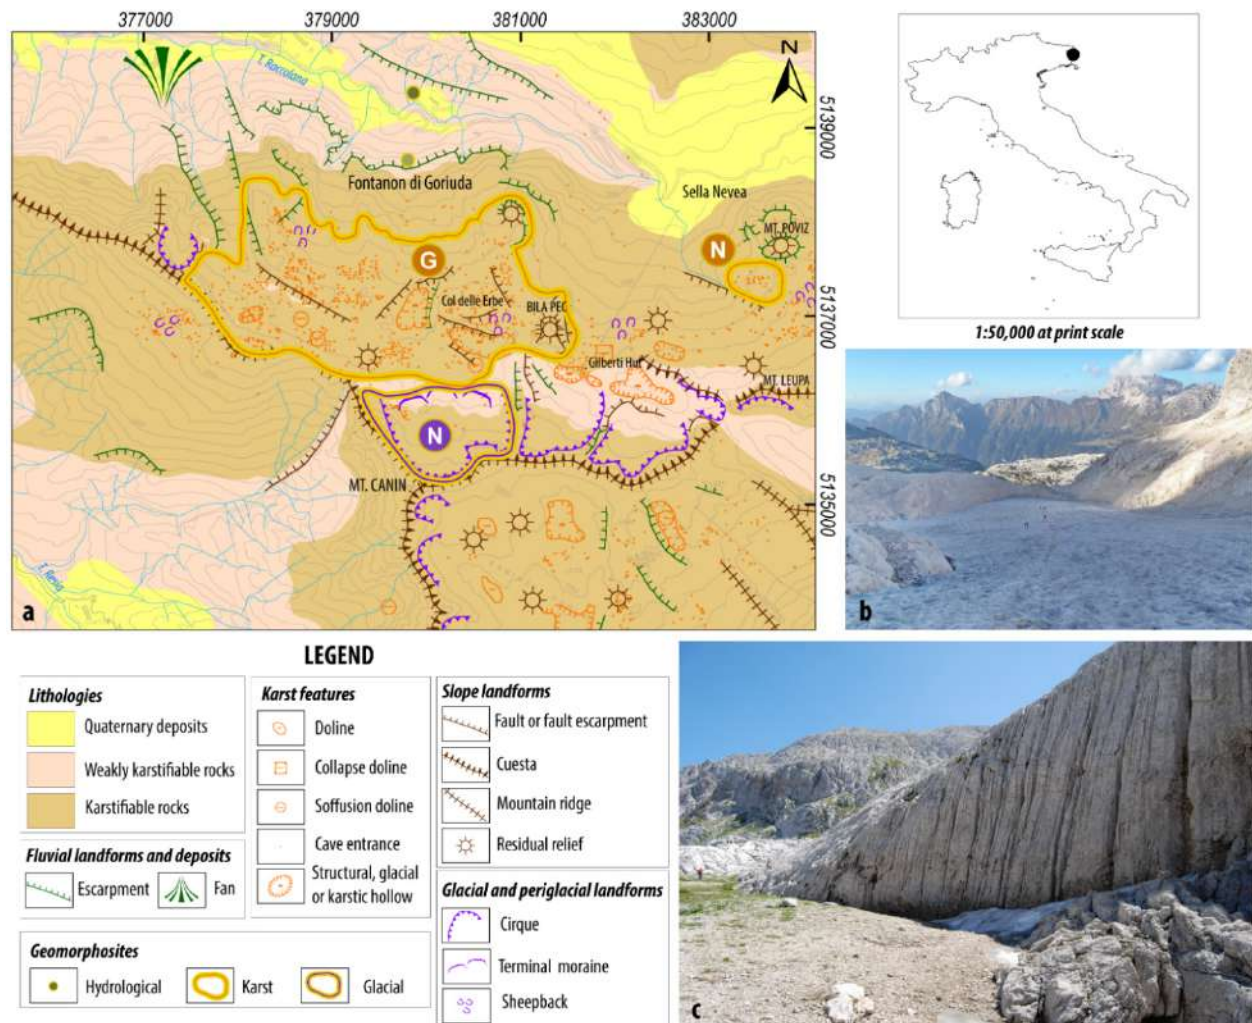 377000
379000
381000
383000
N
T. Raccolana
5139000
Fontanon di Goriuda
Sella Nevea
MT. POVIZ
G
N
Col delle Erbe
BILA PEC
5137000
Gilberti Hut
MT. LEUPA
N
MT. CANIN
5135000
T. Resia
a
1:50,000 at print scale
b
LEGEND
Lithologies
Quaternary deposits
Weakly karstifiable rocks
Karstifiable rocks
Fluvial landforms and deposits
Escarpment
Fan
Karst features
Doline
Collapse doline
Soffusion doline
Cave entrance
Structural, glacial
or karstic hollow
Slope landforms
Fault or fault escarpment
Cuesta
Mountain ridge
Residual relief
Glacial and periglacial landforms
Cirque
Terminal moraine
Sheepback
Geomorphosites
Hydrological
Karst
Glacial
c